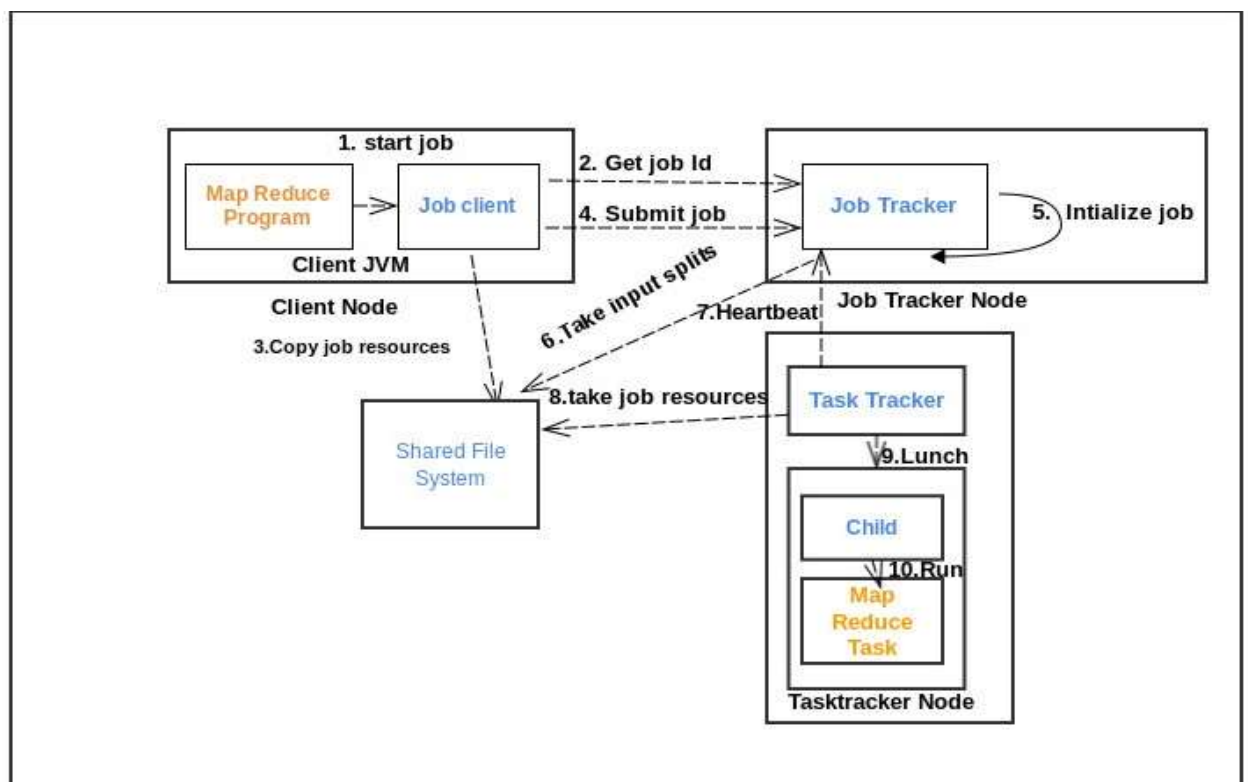 1. start job
Map Reduce
Program
Job client
Client JVM
Client Node
2. Get job Id
4. Submit job
Job Tracker
5. Intialize job
Job Tracker Node
3.Copy job resources
6.Take input splits
7.Heartbeat
8.take job resources
Shared File
System
Task Tracker
9.Lunch
Child
10.Run
Map
Reduce
Task
Tasktracker Node